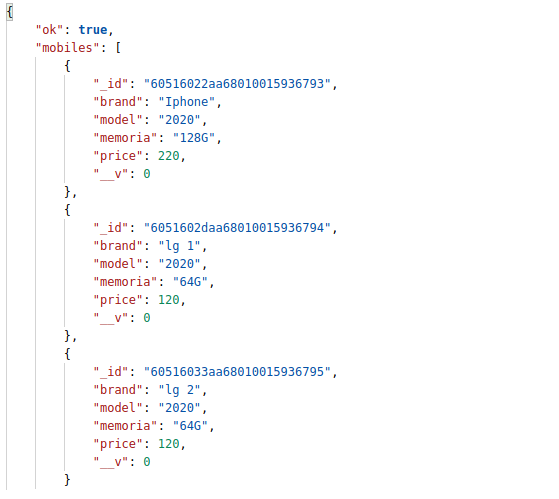 {
"ok": true,
"mobiles": [
{
"_id": "60516022aa68010015936793",
"brand": "Iphone",
"model": "2020",
"memoria": "128G",
"price": 220,
"__v": 0
},
{
"_id": "6051602daa68010015936794",
"brand": "lg 1",
"model": "2020",
"memoria": "64G",
"price": 120,
"__v": 0
},
{
"_id": "60516033aa68010015936795",
"brand": "lg 2",
"model": "2020",
"memoria": "64G",
"price": 120,
"__v": 0
}